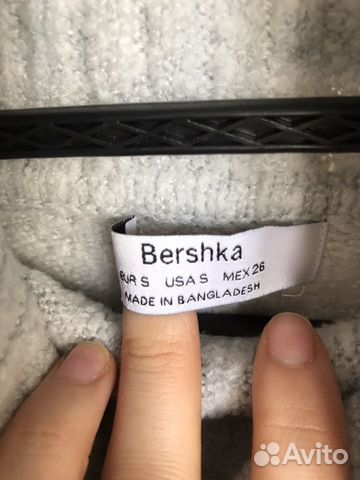 Bershka
EUR S USA S MEX 26
MADE IN BANGLADESH
Avito